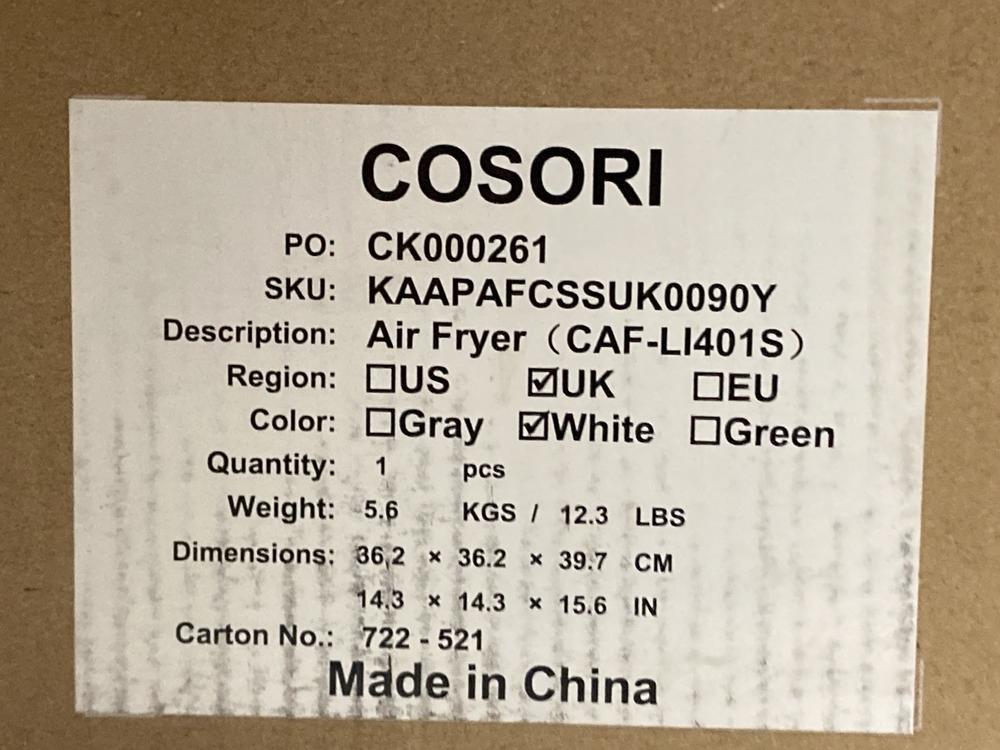 COSORI
PO: CK000261
SKU: KAAPAFCSSUK0090Y
Description: Air Fryer（CAF-LI401S）
Region: ☐US ☑UK ☐EU
Color: ☐Gray ☑White ☐Green
Quantity: 1 pcs
Weight: 5.6 KGS / 12.3 LBS
Dimensions: 36.2 × 36.2 × 39.7 CM
14.3 × 14.3 × 15.6 IN
Carton No.: 722 - 521
Made in China